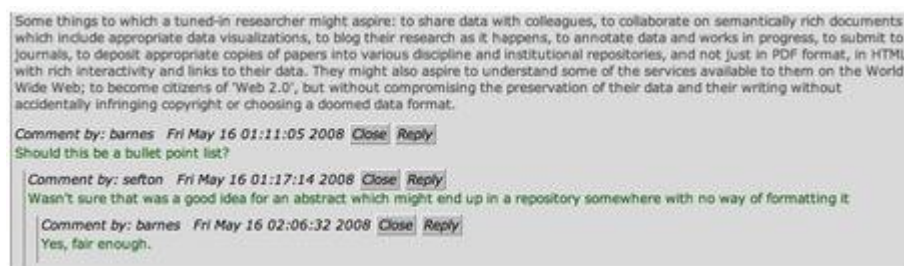 Some things to which a tuned-in researcher might aspire: to share data with colleagues, to collaborate on semantically rich documents
which include appropriate data visualizations, to blog their research as it happens, to annotate data and works in progress, to submit to
journals, to deposit appropriate copies of papers into various discipline and institutional repositories, and not just in PDF format, in HTML
with rich interactivity and links to their data. They might also aspire to understand some of the services available to them on the World
Wide Web; to become citizens of 'Web 2.0', but without compromising the preservation of their data and their writing without
accidentally infringing copyright or choosing a doomed data format.
Comment by: barnes Fri May 16 01:11:05 2008 Close Reply
Should this be a bullet point list?
Comment by: sefton Fri May 16 01:17:14 2008 Close Reply
Wasn't sure that was a good idea for an abstract which might end up in a repository somewhere with no way of formatting it
Comment by: barnes Fri May 16 02:06:32 2008 Close Reply
Yes, fair enough.